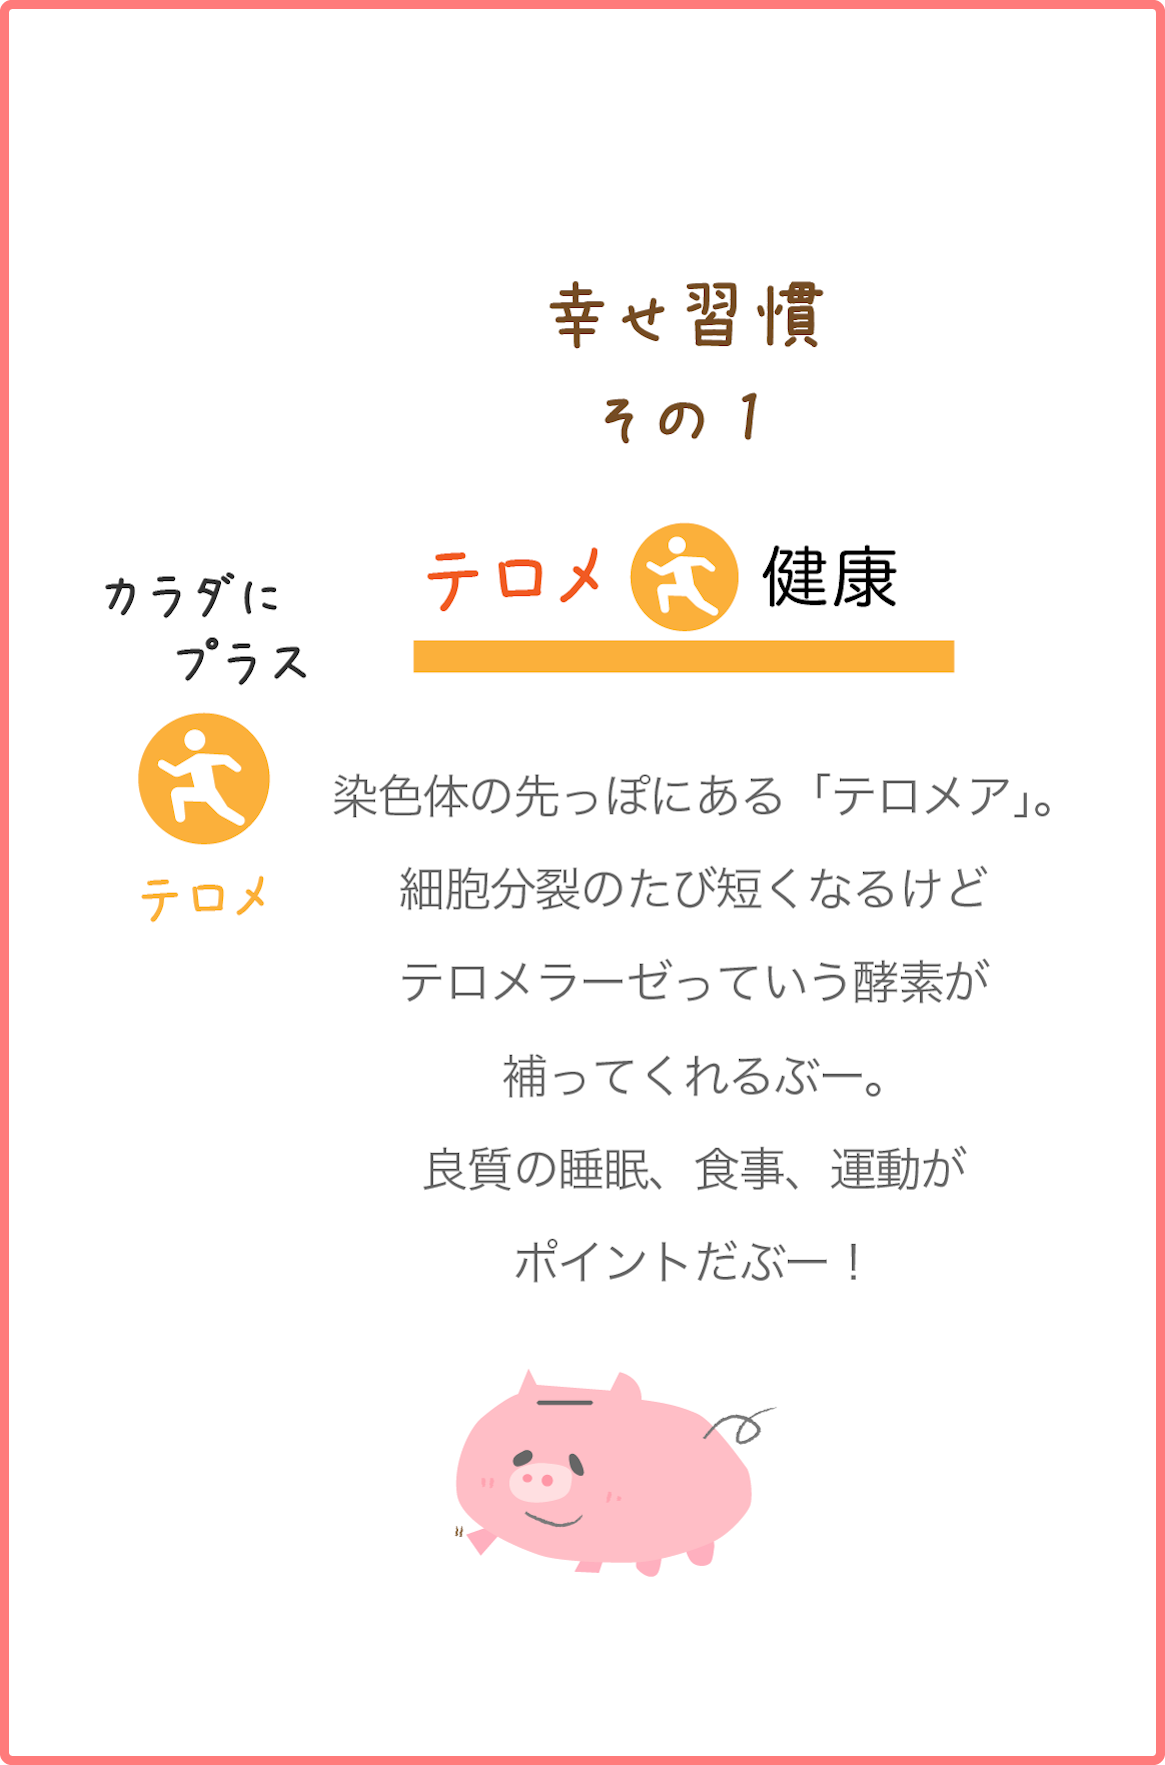 幸せ習慣
その1
テロメ 健康
カラダに
プラス
テロメ
染色体の先っぽにある「テロメア」。
細胞分裂のたび短くなるけど
テロメラーゼっていう酵素が
補ってくれるぶー。
良質の睡眠、食事、運動が
ポイントだぶー！